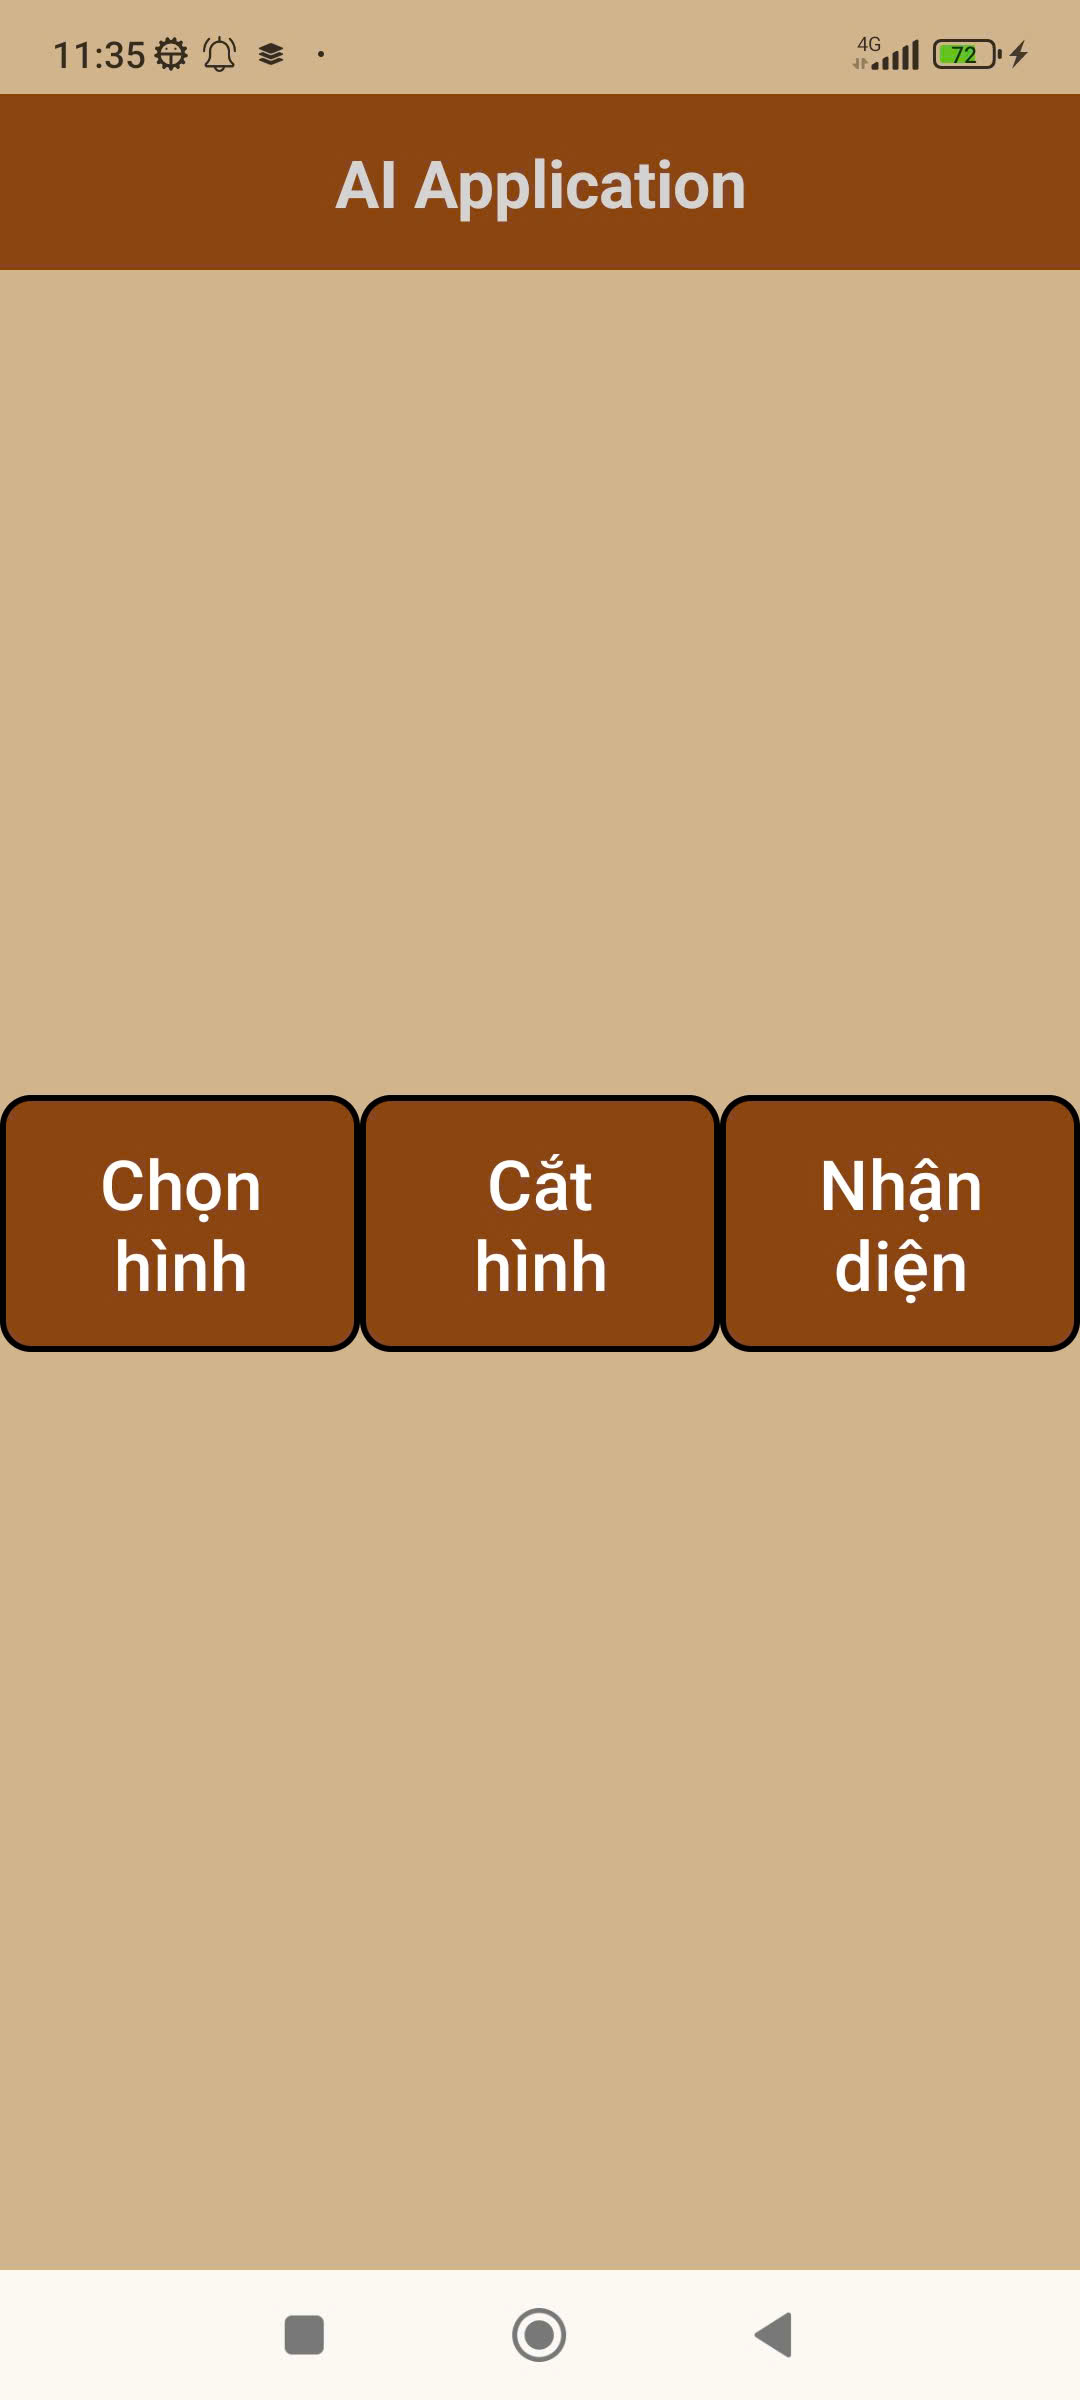 11:35
4G
72
AI Application
Chọn
hình
Cắt
hình
Nhận
diện